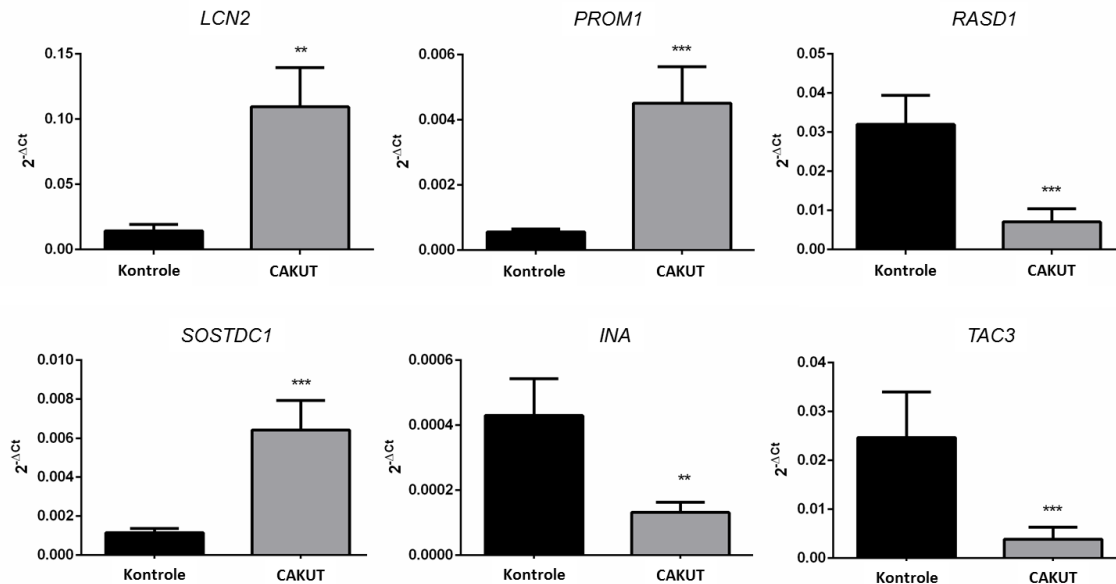 LCN2
0.15
**
0.10
2-ΔCt
0.05
0.00
Kontrole
CAKUT
PROM1
0.006
***
0.004
2-ΔCt
0.002
0.000
Kontrole
CAKUT
RASD1
0.05
0.04
0.03
2-ΔCt
0.02
***
0.01
0.00
Kontrole
CAKUT
SOSTDC1
0.010
***
0.008
0.006
2-ΔCt
0.004
0.002
0.000
Kontrole
CAKUT
INA
0.0006
0.0004
2-ΔCt
**
0.0002
0.0000
Kontrole
CAKUT
TAC3
0.04
0.03
2-ΔCt
0.02
***
0.01
0.00
Kontrole
CAKUT